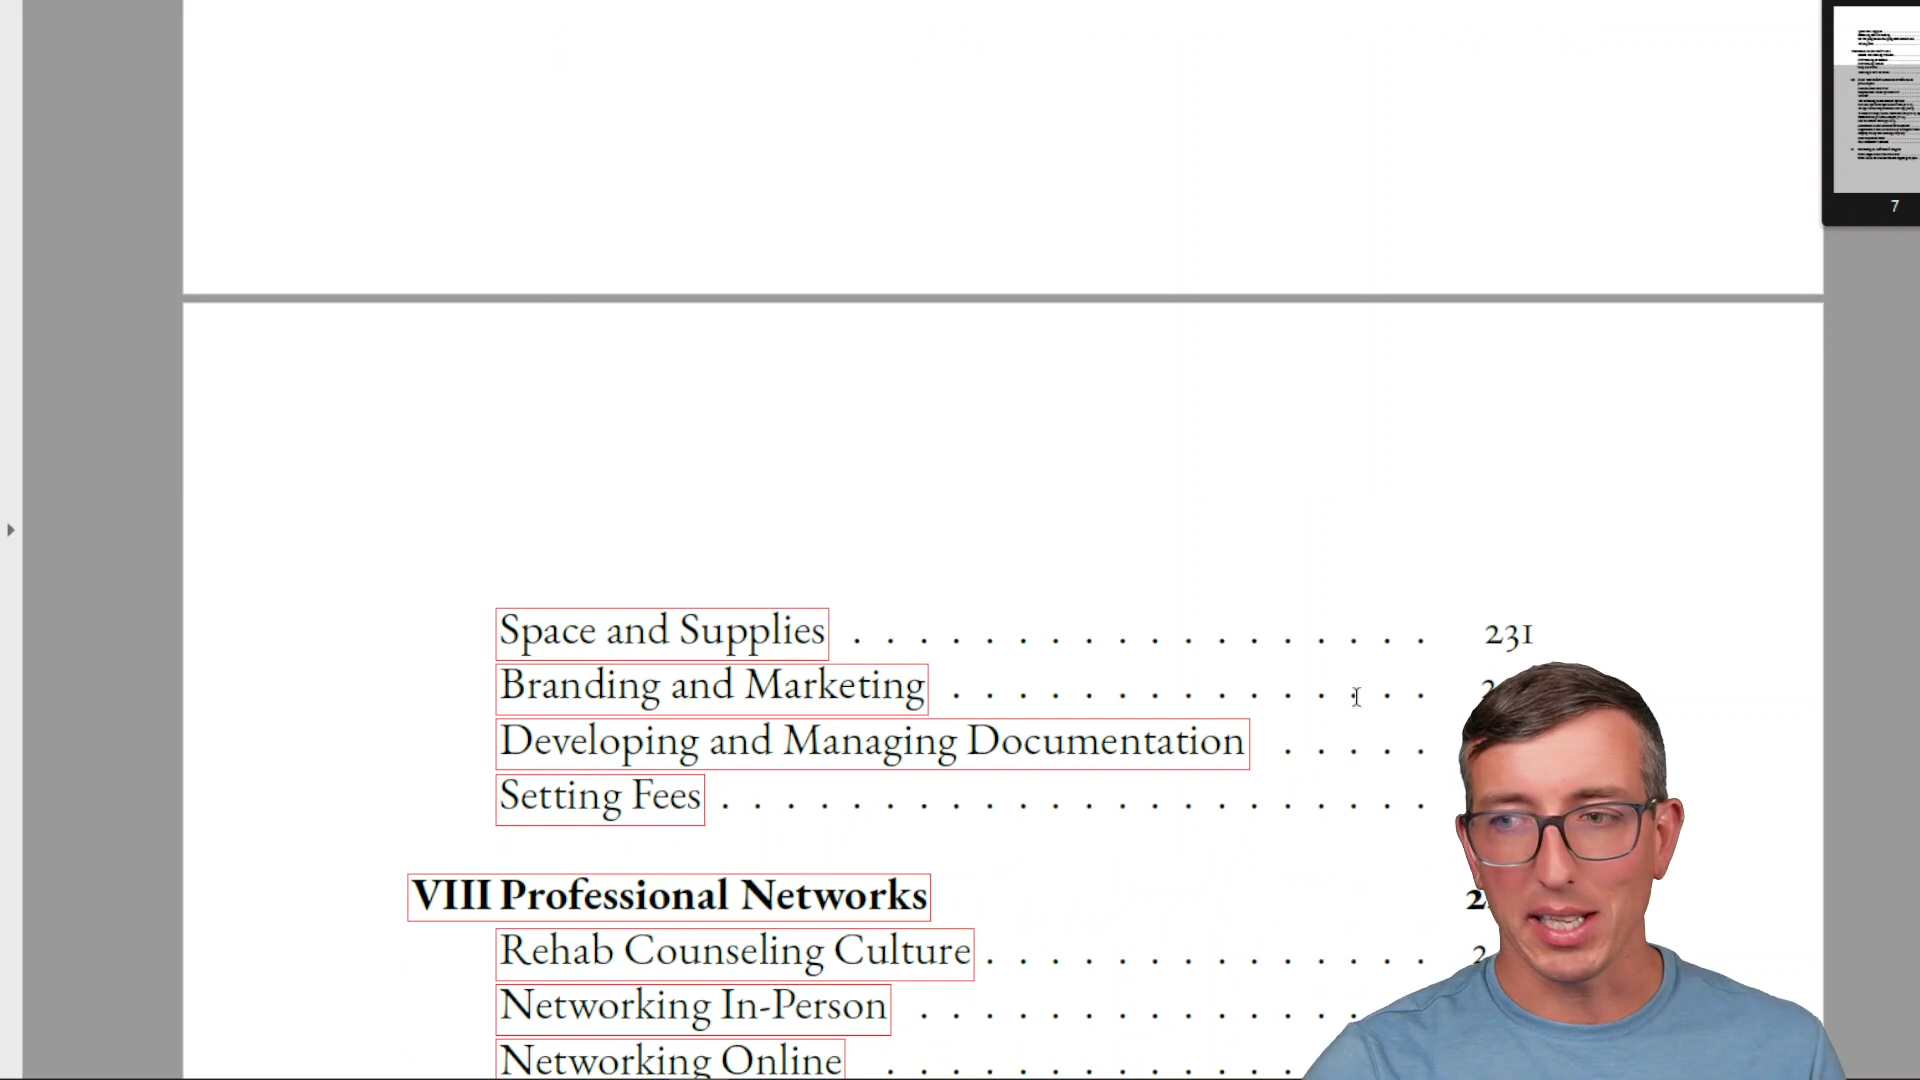 7
Space and Supplies . . . . . . . . . . . . . . . . . . 231
Branding and Marketing . . . . . . . . . . . . . . .
Developing and Managing Documentation . . . . .
Setting Fees . . . . . . . . . . . . . . . . . . . . . .
VIII Professional Networks
Rehab Counseling Culture . . . . . . . . . . . . . .
Networking In-Person . . . . . . . . . . . . . .
Networking Online . . . . . . . . . . . . .